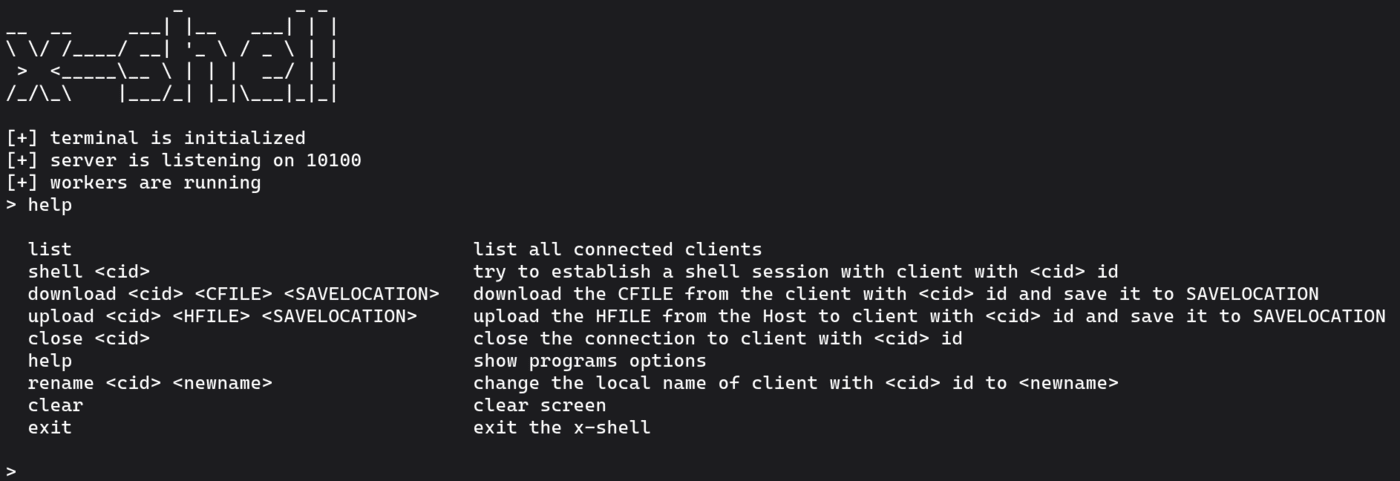 x-shell
[+] terminal is initialized
[+] server is listening on 10100
[+] workers are running
> help
list list all connected clients
shell <cid> try to establish a shell session with client with <cid> id
download <cid> <CFILE> <SAVELOCATION> download the CFILE from the client with <cid> id and save it to SAVELOCATION
upload <cid> <HFILE> <SAVELOCATION> upload the HFILE from the Host to client with <cid> id and save it to SAVELOCATION
close <cid> close the connection to client with <cid> id
help show programs options
rename <cid> <newname> change the local name of client with <cid> id to <newname>
clear clear screen
exit exit the x-shell
>